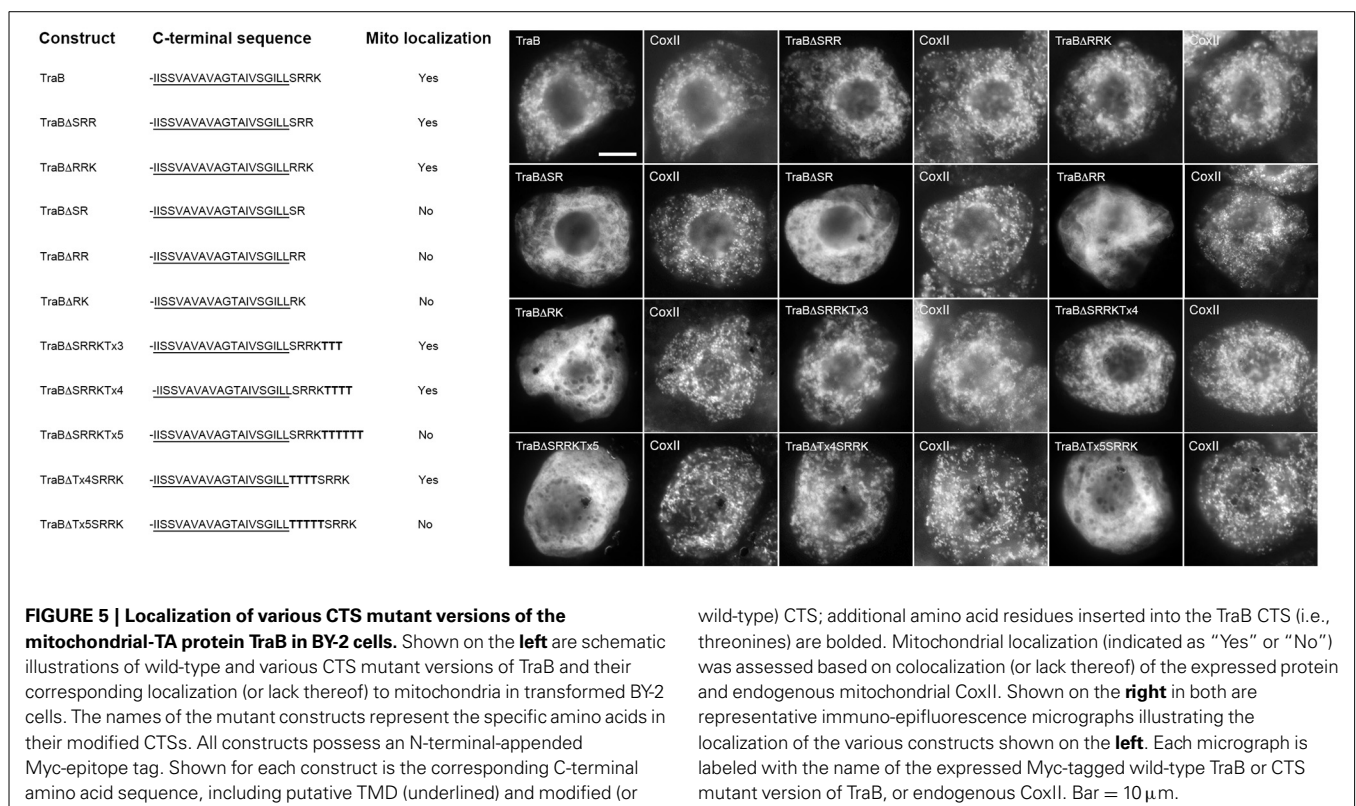 Construct C-terminal sequence Mito localization
TraB -IISSVAVAVAGTAIVSGILLSRRK Yes
TraBΔSRR -IISSVAVAVAGTAIVSGILLSRR Yes
TraBΔRRK -IISSVAVAVAGTAIVSGILLRRK Yes
TraBΔSR -IISSVAVAVAGTAIVSGILLSR No
TraBΔRR -IISSVAVAVAGTAIVSGILLRR No
TraBΔRK -IISSVAVAVAGTAIVSGILLRK No
TraBΔSRRKTx3 -IISSVAVAVAGTAIVSGILLSRRKTTT Yes
TraBΔSRRKTx4 -IISSVAVAVAGTAIVSGILLSRRKTTTT Yes
TraBΔSRRKTx5 -IISSVAVAVAGTAIVSGILLSRRKTTTTTT No
TraBΔTx4SRRK -IISSVAVAVAGTAIVSGILLTTTTSRRK Yes
TraBΔTx5SRRK -IISSVAVAVAGTAIVSGILLTTTTTSRRK No
TraB CoxII TraBΔSRR CoxII TraBΔRRK CoxII
TraBΔSR CoxII TraBΔSR CoxII TraBΔRR CoxII
TraBΔRK CoxII TraBΔSRRKTx3 CoxII TraBΔSRRKTx4 CoxII
TraBΔSRRKTx5 CoxII TraBΔTx4SRRK CoxII TraBΔTx5SRRK CoxII
FIGURE 5 | Localization of various CTS mutant versions of the
mitochondrial-TA protein TraB in BY-2 cells. Shown on the left are schematic
illustrations of wild-type and various CTS mutant versions of TraB and their
corresponding localization (or lack thereof) to mitochondria in transformed BY-2
cells. The names of the mutant constructs represent the specific amino acids in
their modified CTSs. All constructs possess an N-terminal-appended
Myc-epitope tag. Shown for each construct is the corresponding C-terminal
amino acid sequence, including putative TMD (underlined) and modified (or
wild-type) CTS; additional amino acid residues inserted into the TraB CTS (i.e.,
threonines) are bolded. Mitochondrial localization (indicated as "Yes" or "No")
was assessed based on colocalization (or lack thereof) of the expressed protein
and endogenous mitochondrial CoxII. Shown on the right in both are
representative immuno-epifluorescence micrographs illustrating the
localization of the various constructs shown on the left. Each micrograph is
labeled with the name of the expressed Myc-tagged wild-type TraB or CTS
mutant version of TraB, or endogenous CoxII. Bar = 10 μm.